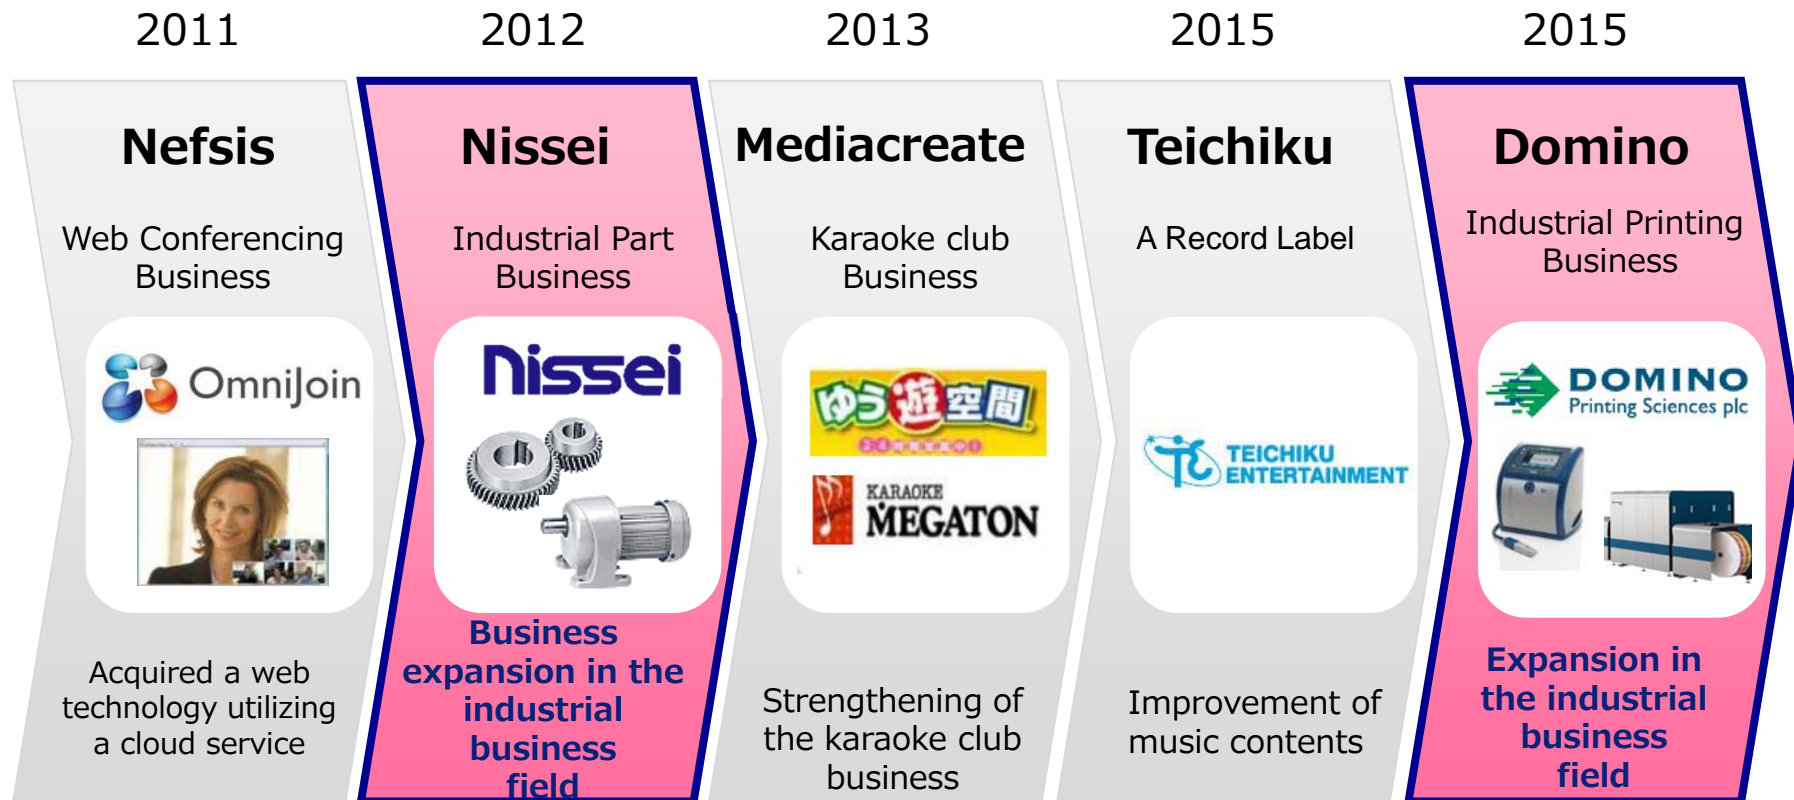 2011
2012
2013
2015
2015
Nefsis
Web Conferencing
Business
OmniJoin
Acquired a web
technology utilizing
a cloud service
Nissei
Industrial Part
Business
Nissei
Business
expansion in the
industrial
business
field
Mediacreate
Karaoke club
Business
ゆう遊空間
KARAOKE
MEGATON
Strengthening of
the karaoke club
business
Teichiku
A Record Label
TEICHIKU
ENTERTAINMENT
Improvement of
music contents
Domino
Industrial Printing
Business
DOMINO
Printing Sciences plc
Expansion in
the industrial
business
field